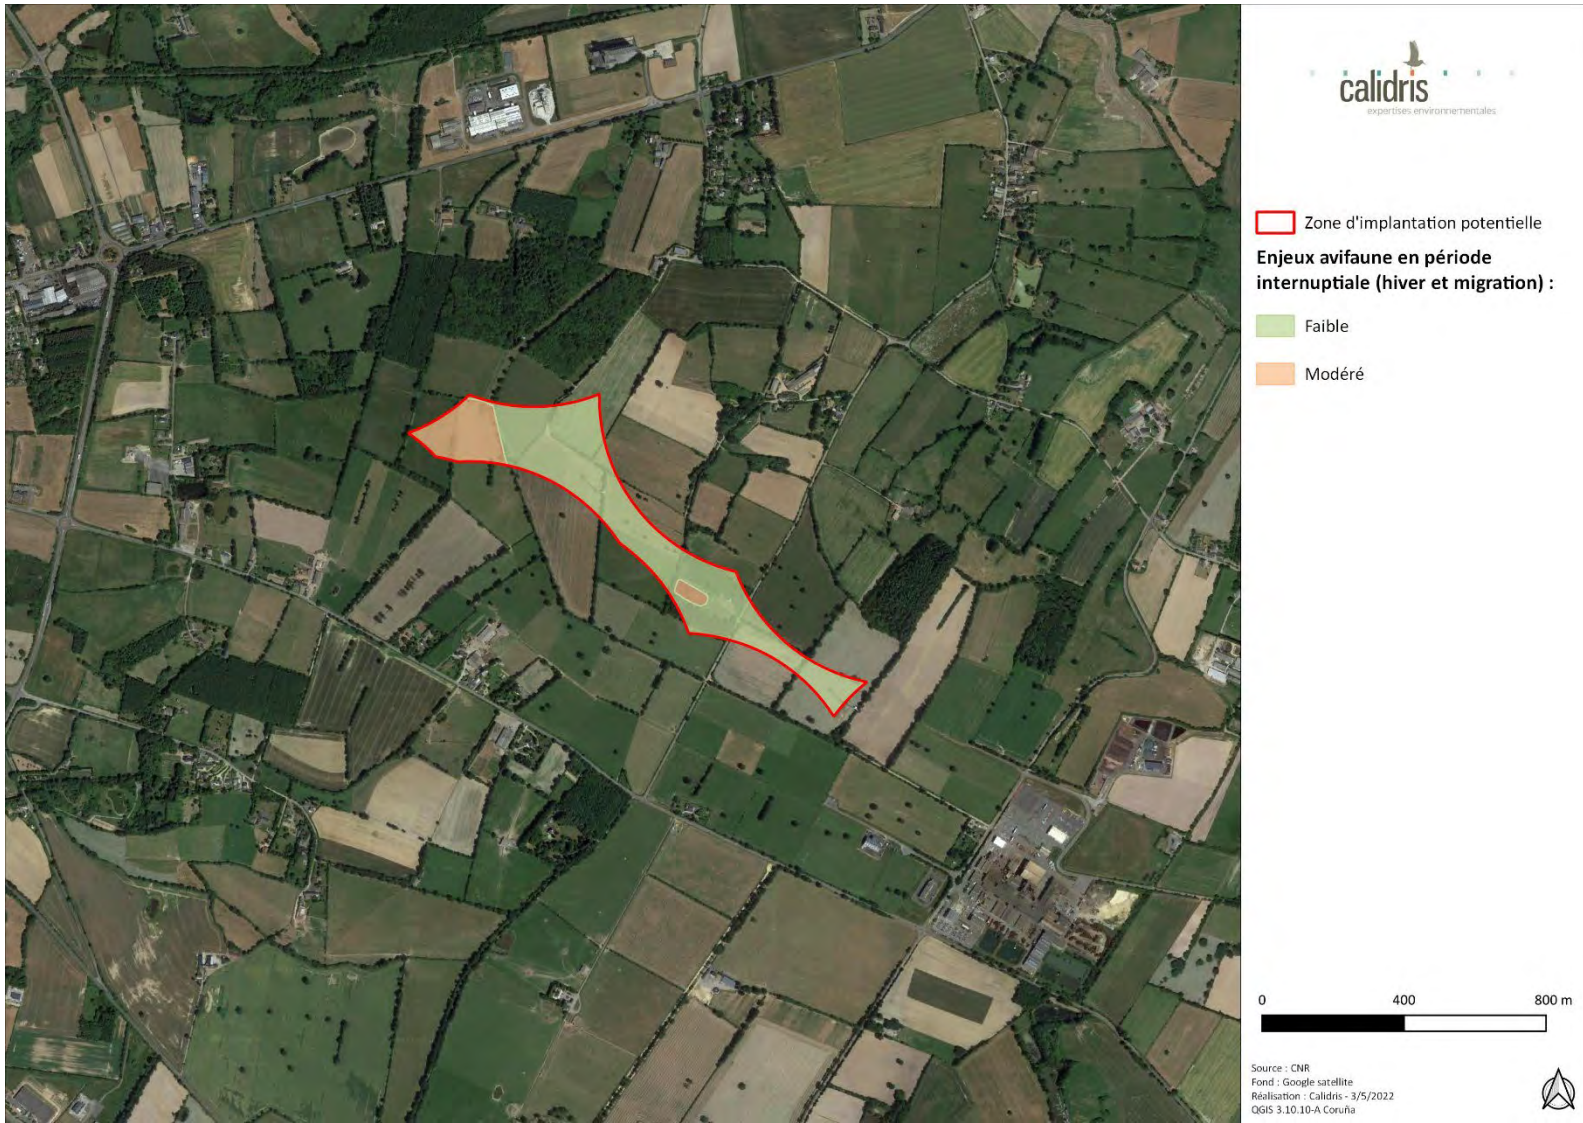 calidris
expertises environnementales
Zone d'implantation potentielle
Enjeux avifaune en période
internuptiale (hiver et migration) :
Faible
Modéré
0 400 800 m
Source : CNR
Fond : Google satellite
Réalisation : Calidris - 3/5/2022
QGIS 3.10.10-A Coruña